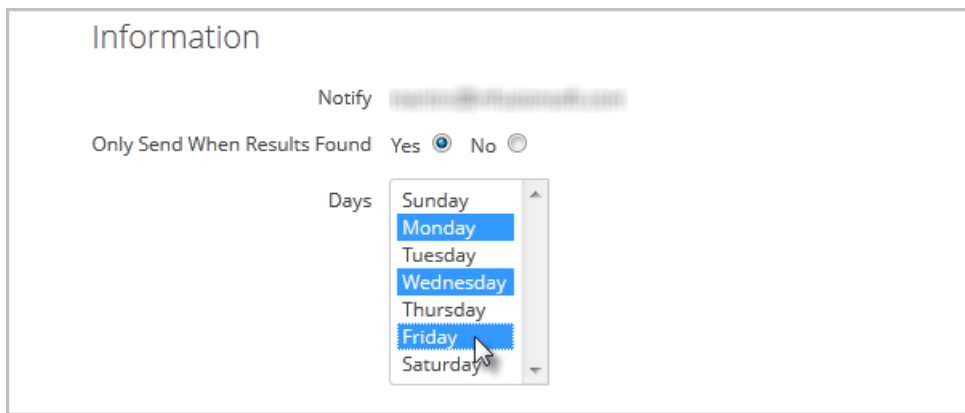 Information
Notify
Only Send When Results Found Yes No
Days
Sunday
Monday
Tuesday
Wednesday
Thursday
Friday
Saturday